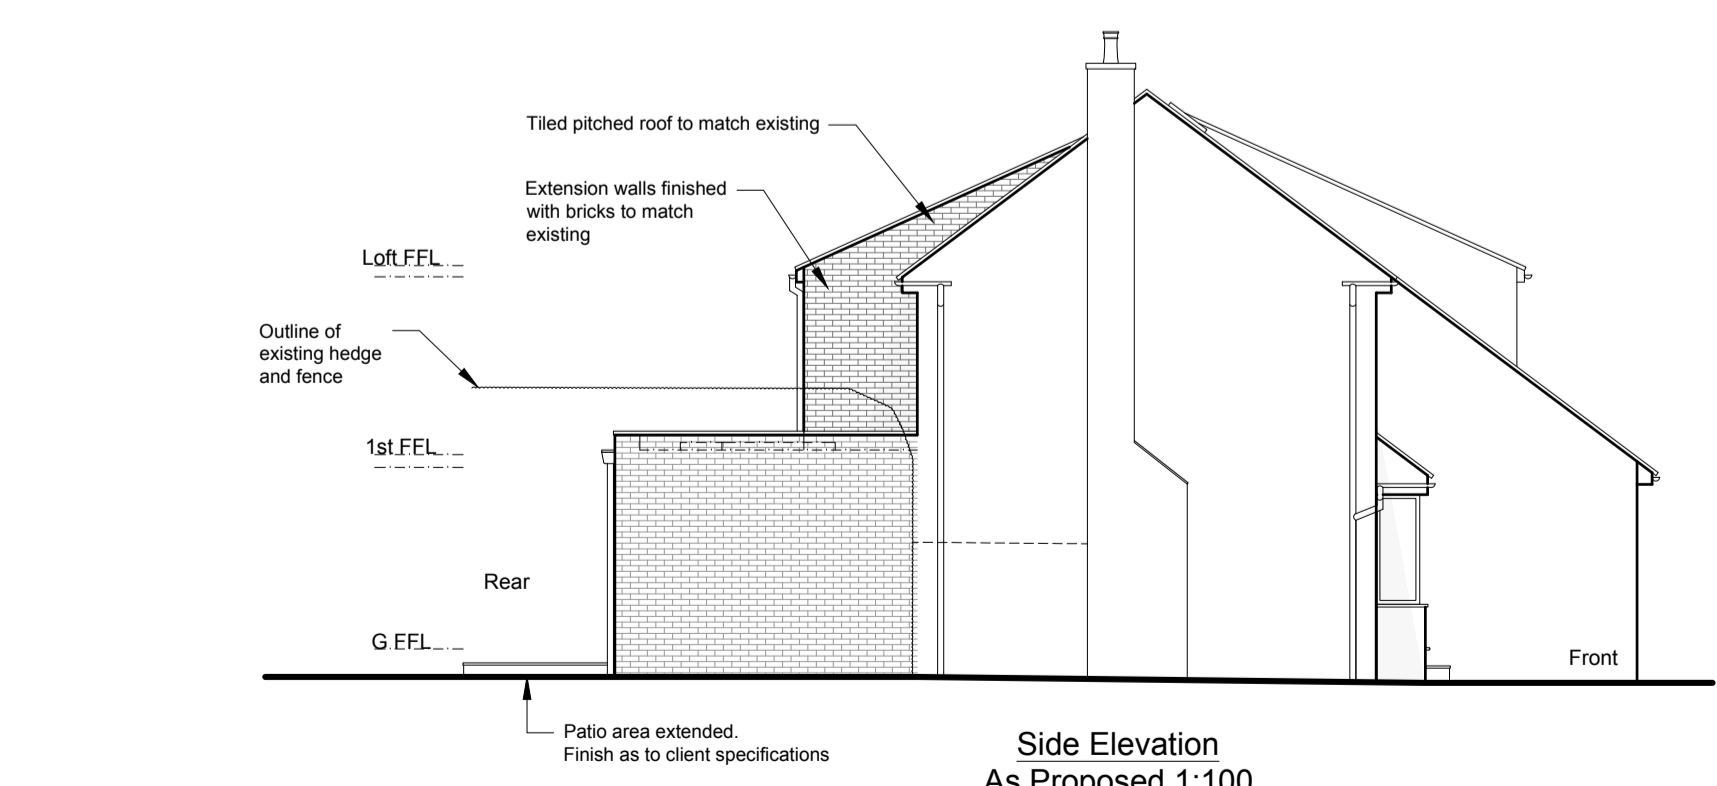 Tiled pitched roof to match existing
Extension walls finished
with bricks to match
existing
Loft FFL
Outline of
existing hedge
and fence
1st FFL
Rear
G FFL
Front
Patio area extended.
Finish as to client specifications
Side Elevation
As Proposed 1:100